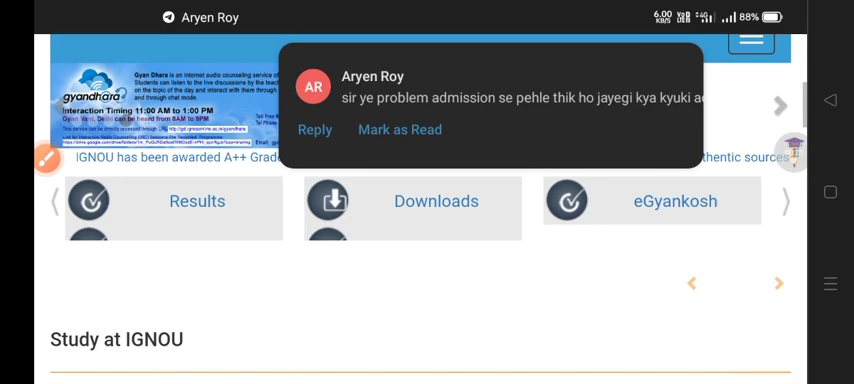 Aryen Roy
6.00 KB/S
4G
88%
gyandhara
Gyan Dhara is an internet audio counseling service of
Students can listen to the live discussions by the teach
on the topic of the day and interact with them through
and through chat mode.
Interaction Timing 11:00 AM to 1:00 PM
Gyan Vani, Delhi can be heard from 8AM to 9PM
AR
Aryen Roy
sir ye problem admission se pehle thik ho jayegi kya kyuki a
Reply
Mark as Read
IGNOU has been awarded A++ Grad
thentic sources
Results
Downloads
eGyankosh
Study at IGNOU